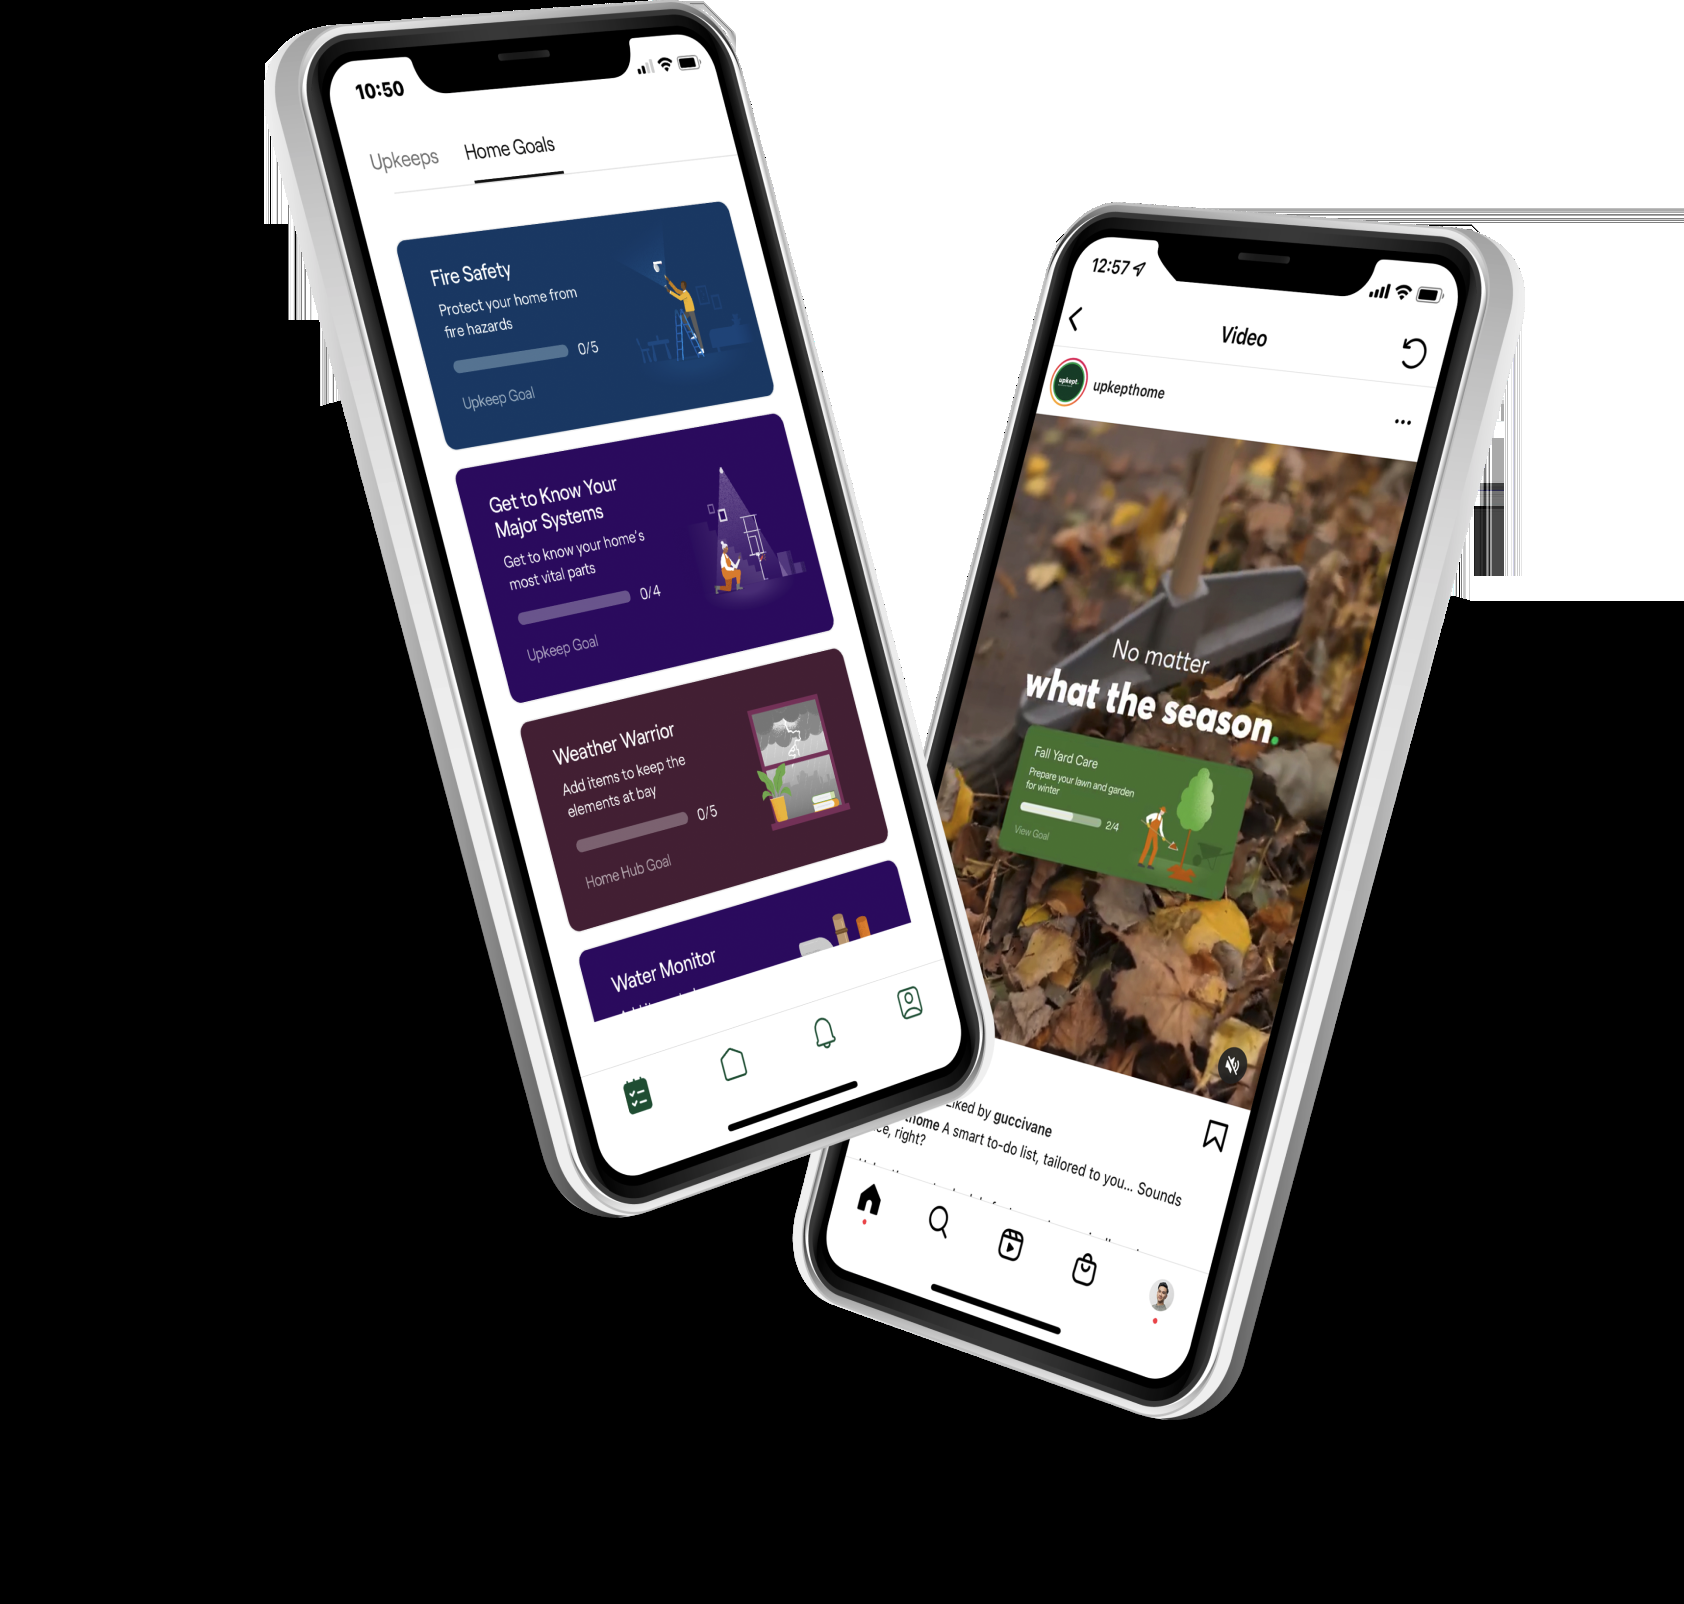 10:50
Upkeeps
Home Goals
Fire Safety
Protect your home from
fire hazards
0/5
Upkeep Goal
Get to Know Your
Major Systems
Get to know your home's
most vital parts
0/4
Upkeep Goal
Weather Warrior
Add items to keep the
elements at bay
0/5
Home Hub Goal
Water Monitor
12:57
Video
upkept
upkepthome
No matter
what the season.
Fall Yard Care
Prepare your lawn and garden
for winter
2/4
View Goal
Liked by guccivane
home A smart to-do list, tailored to you... Sounds
ce, right?